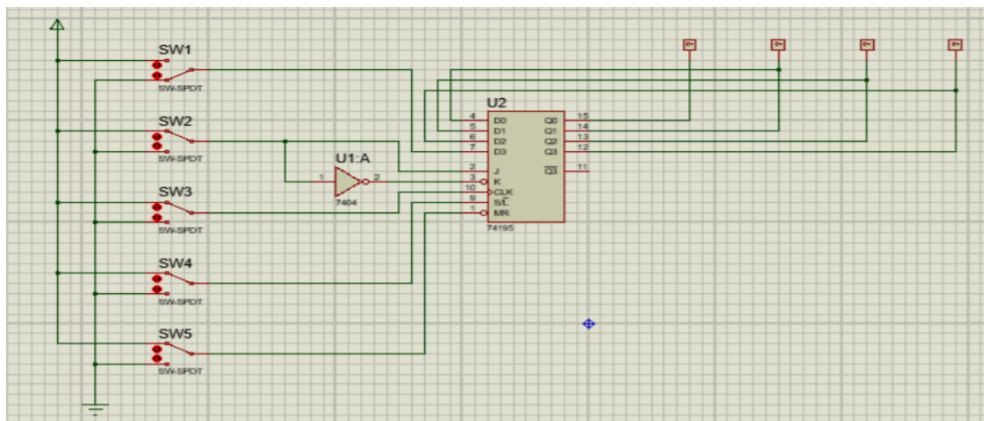 SW1
SW-SPDT
SW2
SW-SPDT
SW3
SW-SPDT
SW4
SW-SPDT
SW5
SW-SPDT
U1:A
1
2
7404
U2
4 D0 Q0 15
5 D1 Q1 14
6 D2 Q2 13
7 D3 Q3 12
2 J Q3 11
3 K
10 CLK
9 S/L
1 MR
74195
? ? ? ?